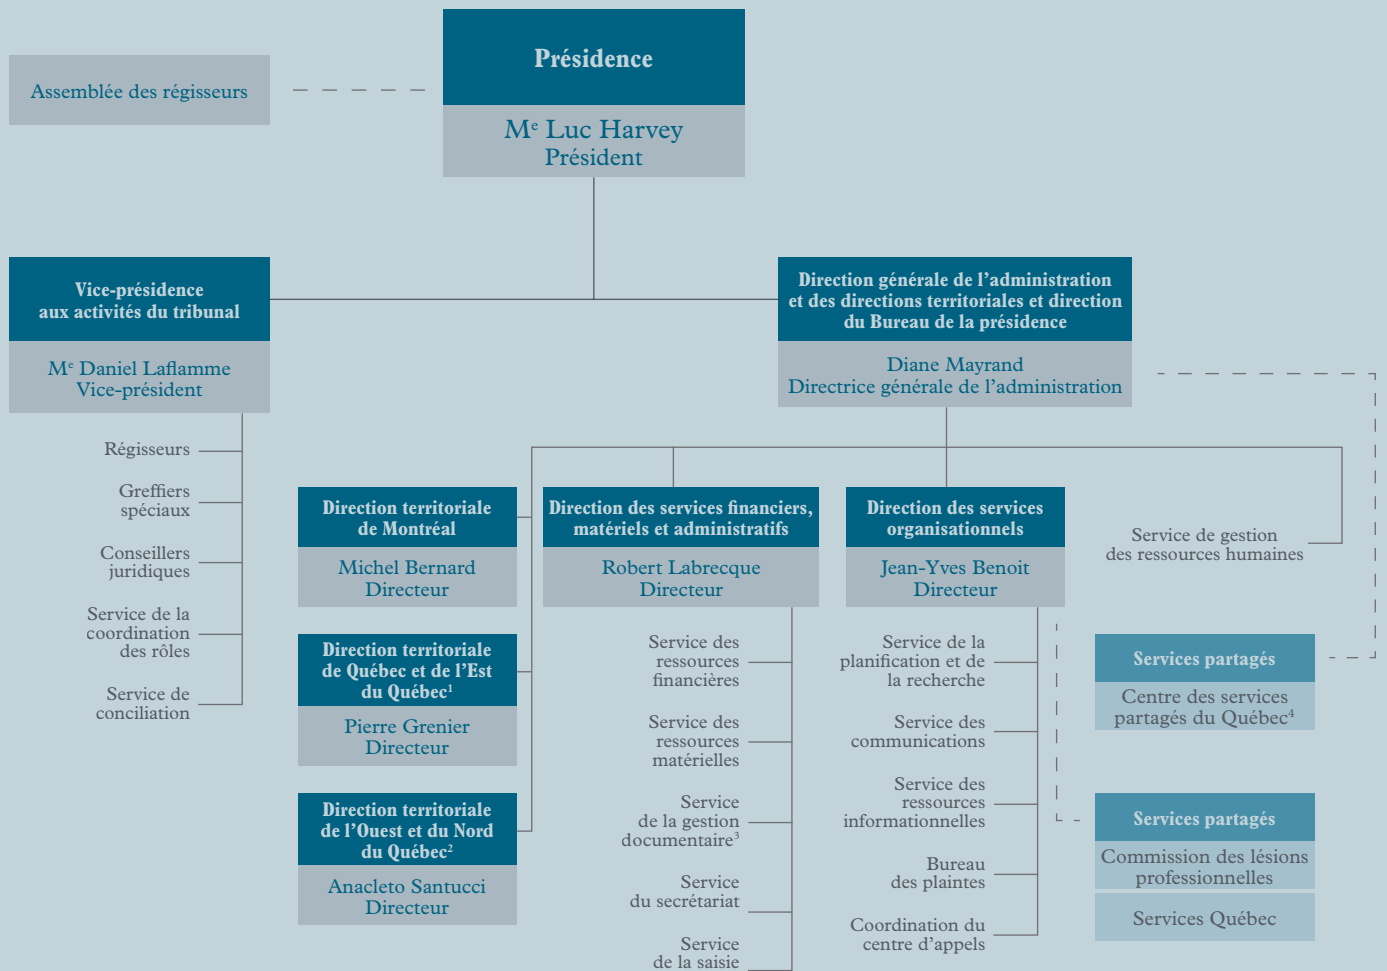 Présidence
Mᵉ Luc Harvey
Président
Assemblée des régisseurs
Vice-présidence
aux activités du tribunal
Mᵉ Daniel Laflamme
Vice-président
Régisseurs
Greffiers
spéciaux
Conseillers
juridiques
Service de la
coordination
des rôles
Service de
conciliation
Direction générale de l’administration
et des directions territoriales et direction
du Bureau de la présidence
Diane Mayrand
Directrice générale de l’administration
Direction territoriale
de Montréal
Michel Bernard
Directeur
Direction territoriale
de Québec et de l’Est
du Québec¹
Pierre Grenier
Directeur
Direction territoriale
de l’Ouest et du Nord
du Québec²
Anacleto Santucci
Directeur
Direction des services financiers,
matériels et administratifs
Robert Labrecque
Directeur
Service des
ressources
financières
Service des
ressources
matérielles
Service
de la gestion
documentaire³
Service
du secrétariat
Service
de la saisie
Direction des services
organisationnels
Jean-Yves Benoit
Directeur
Service de la
planification et de
la recherche
Service des
communications
Service des
ressources
informationnelles
Bureau
des plaintes
Coordination du
centre d’appels
Service de gestion
des ressources humaines
Services partagés
Centre des services
partagés du Québec⁴
Services partagés
Commission des lésions
professionnelles
Services Québec